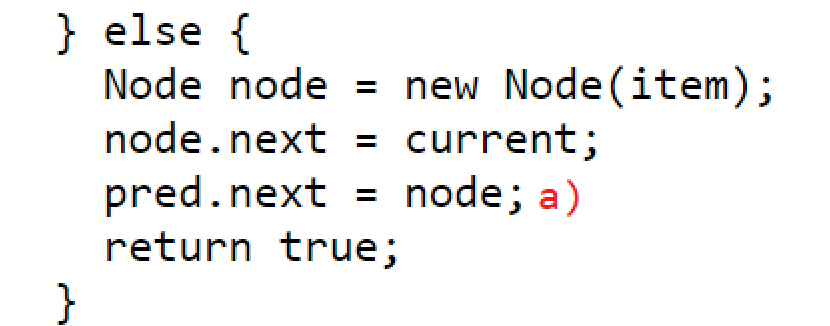 } else {
Node node = new Node(item);
node.next = current;
pred.next = node; a)
return true;
}